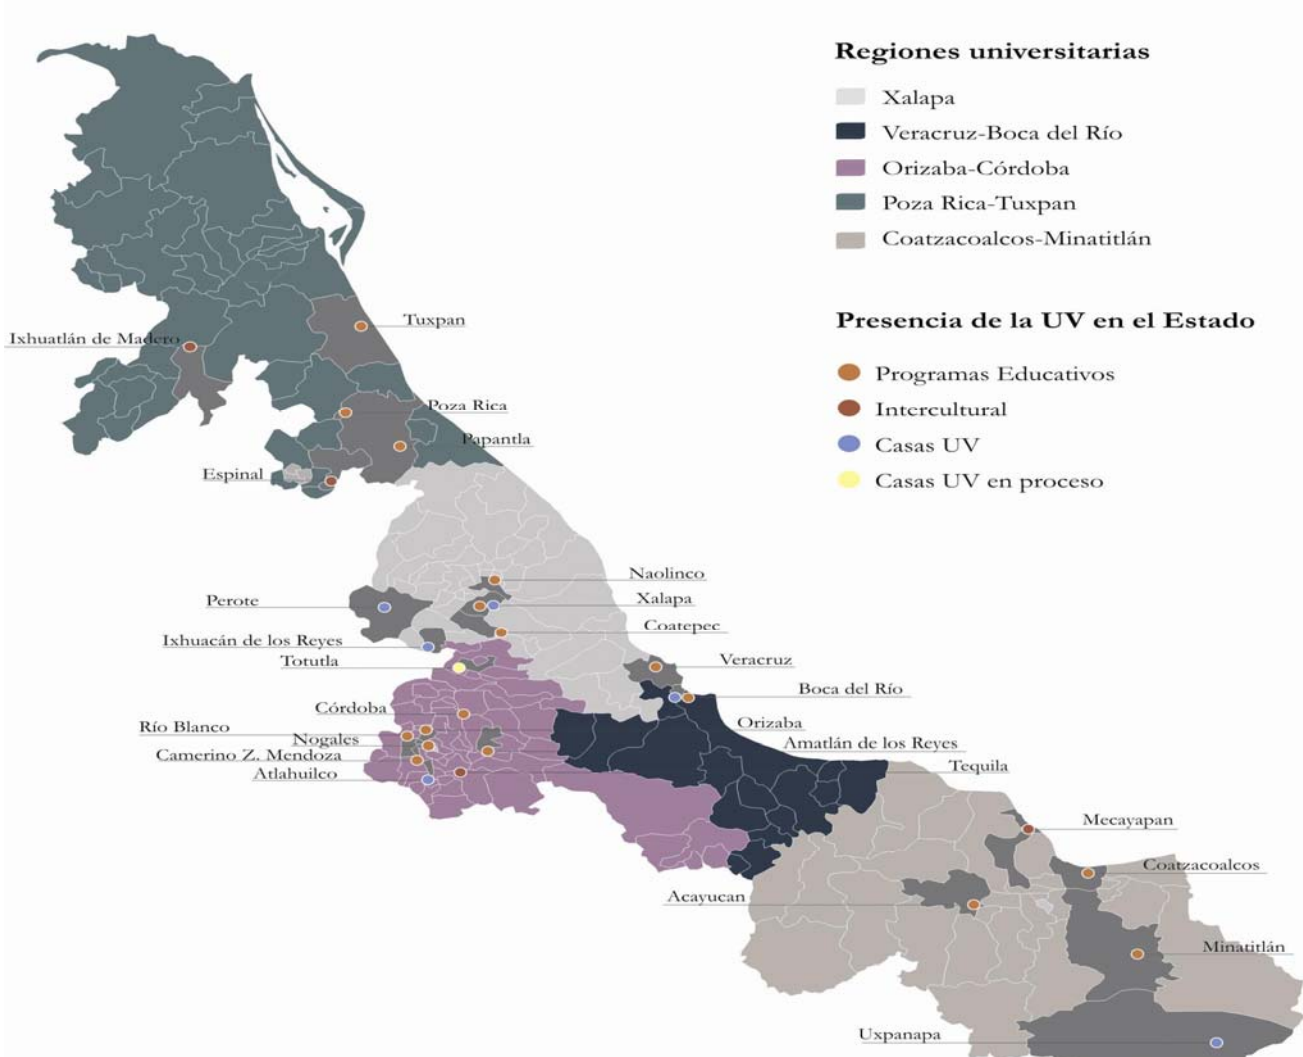 Regiones universitarias
Xalapa
Veracruz-Boca del Río
Orizaba-Córdoba
Poza Rica-Tuxpan
Coatzacoalcos-Minatitlán
Presencia de la UV en el Estado
Programas Educativos
Intercultural
Casas UV
Casas UV en proceso
Tuxpan
Ixhuatlán de Madero
Poza Rica
Papantla
Espinal
Naolinco
Perote
Xalapa
Coatepec
Ixhuacán de los Reyes
Totutla
Veracruz
Boca del Río
Córdoba
Orizaba
Río Blanco
Nogales
Amatlán de los Reyes
Camerino Z. Mendoza
Tequila
Atlahuilco
Mecayapan
Coatzacoalcos
Acayucan
Minatitlán
Uxpanapa